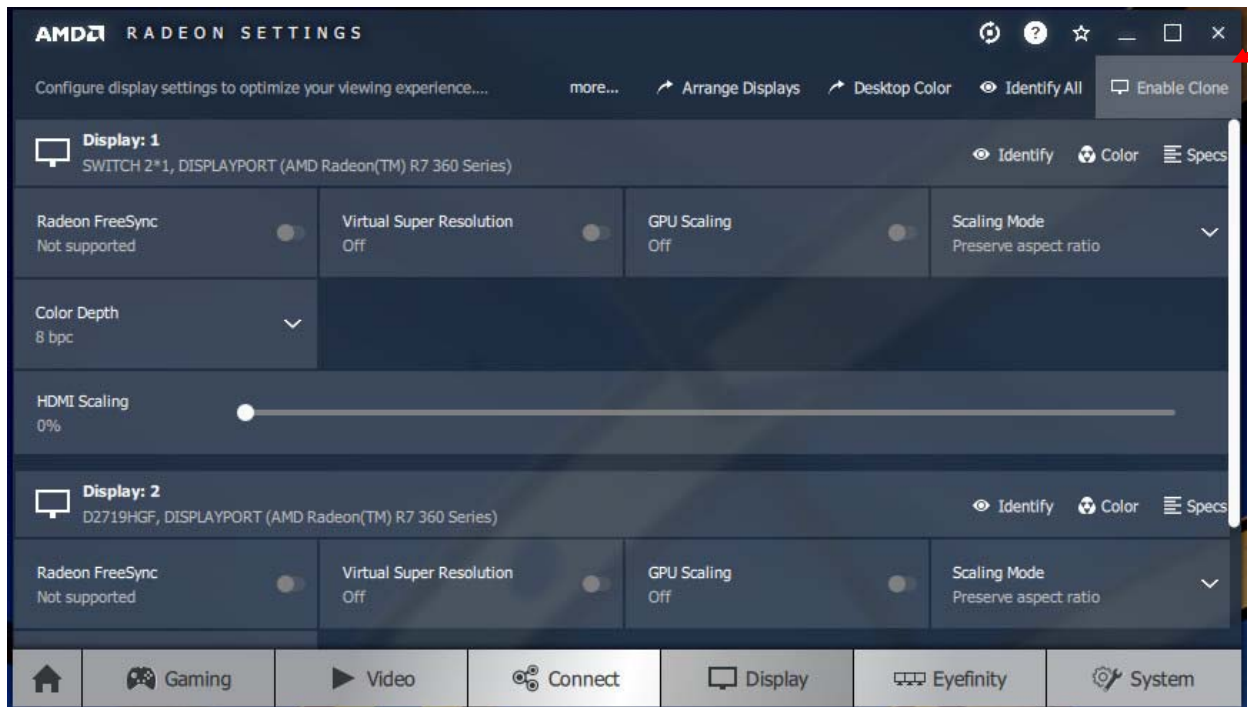 AMD RADEON SETTINGS
Configure display settings to optimize your viewing experience.... more... Arrange Displays Desktop Color Identify All Enable Clone
Display: 1
SWITCH 2*1, DISPLAYPORT (AMD Radeon(TM) R7 360 Series) Identify Color Specs
Radeon FreeSync Virtual Super Resolution GPU Scaling Scaling Mode
Not supported Off Off Preserve aspect ratio
Color Depth
8 bpc
HDMI Scaling
0%
Display: 2
D2719HGF, DISPLAYPORT (AMD Radeon(TM) R7 360 Series) Identify Color Specs
Radeon FreeSync Virtual Super Resolution GPU Scaling Scaling Mode
Not supported Off Off Preserve aspect ratio
Gaming Video Connect Display Eyefinity System